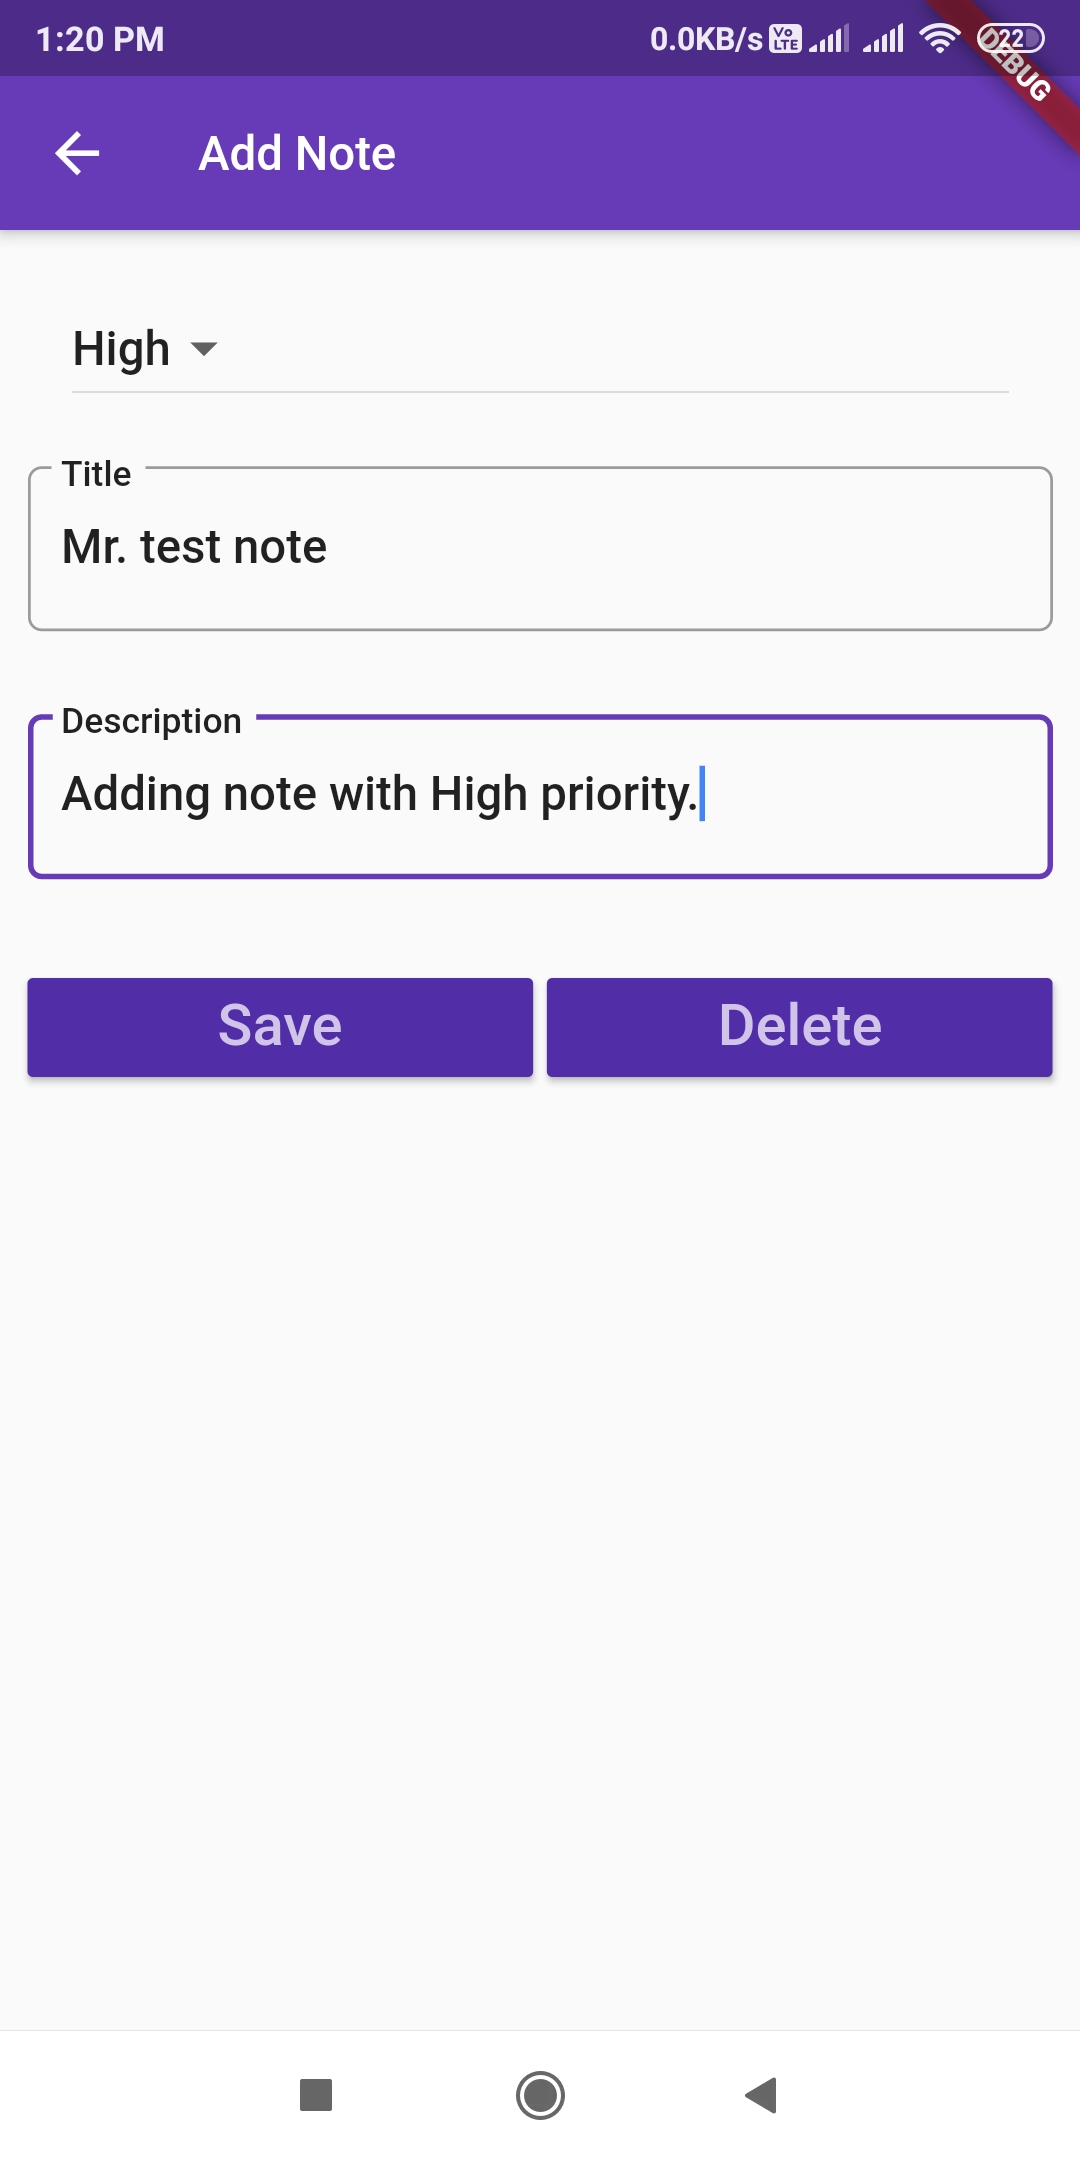 1:20 PM 0.0KB/s Vo LTE 22
DEBUG
Add Note
High
Title
Mr. test note
Description
Adding note with High priority.
Save Delete